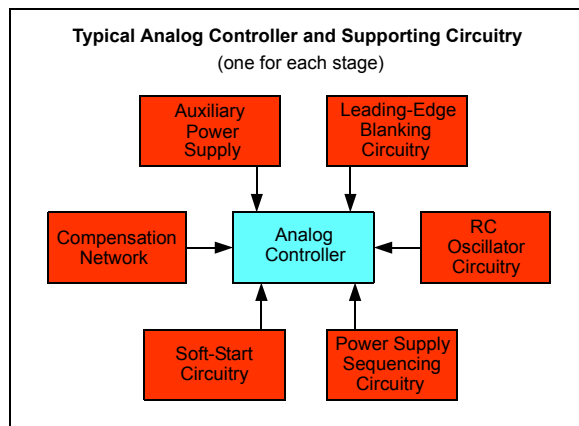 Typical Analog Controller and Supporting Circuitry
(one for each stage)
Auxiliary
Power
Supply
Leading-Edge
Blanking
Circuitry
Compensation
Network
Analog
Controller
RC
Oscillator
Circuitry
Soft-Start
Circuitry
Power Supply
Sequencing
Circuitry